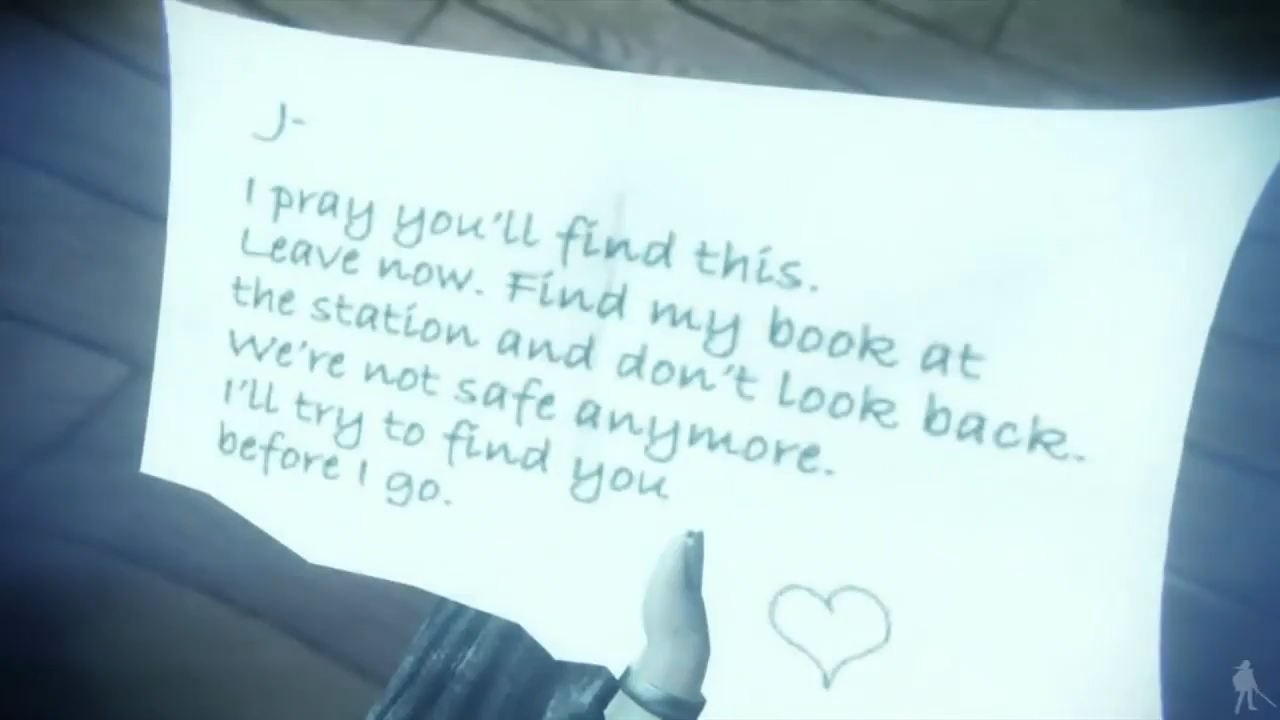 J-
I pray you'll find this.
Leave now. Find my book at
the station and don't look back.
We're not safe anymore.
I'll try to find you
before I go.